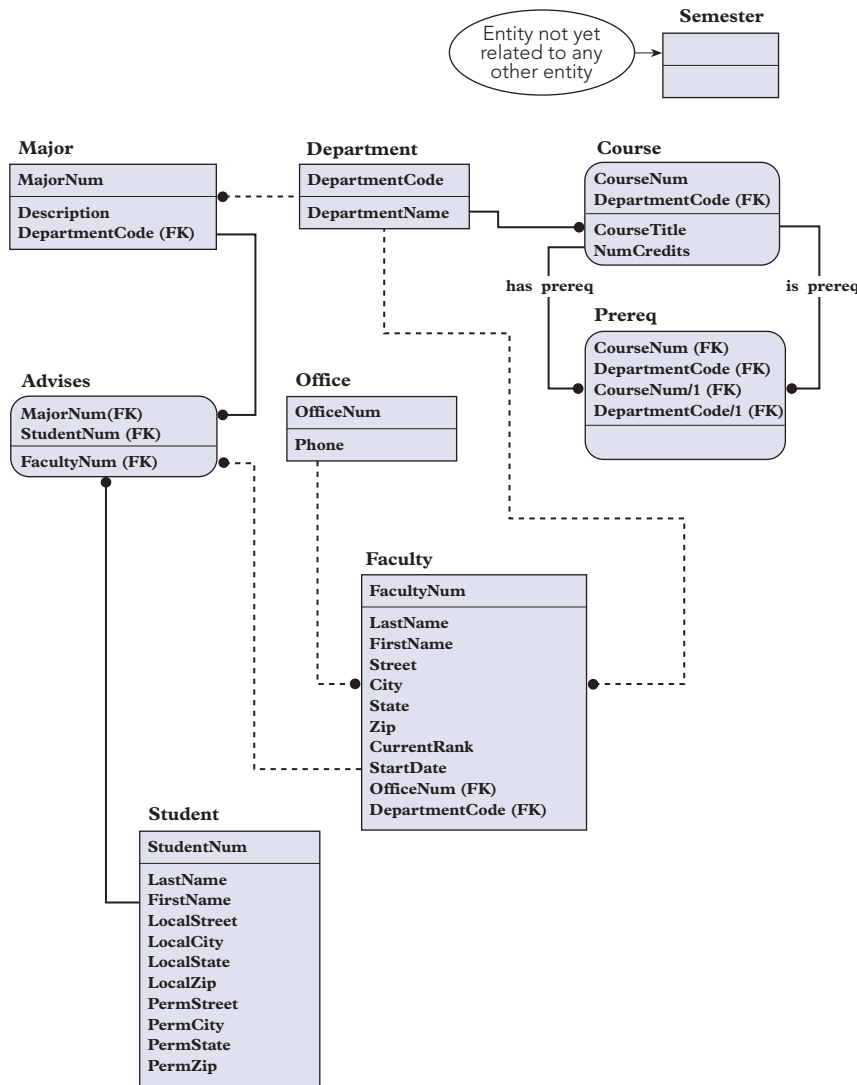 Semester
Entity not yet
related to any
other entity
Major
MajorNum
Description
DepartmentCode (FK)
Department
DepartmentCode
DepartmentName
Course
CourseNum
DepartmentCode (FK)
CourseTitle
NumCredits
has prereq
is prereq
Prereq
CourseNum (FK)
DepartmentCode (FK)
CourseNum/1 (FK)
DepartmentCode/1 (FK)
Advises
MajorNum(FK)
StudentNum (FK)
FacultyNum (FK)
Office
OfficeNum
Phone
Faculty
FacultyNum
LastName
FirstName
Street
City
State
Zip
CurrentRank
StartDate
OfficeNum (FK)
DepartmentCode (FK)
Student
StudentNum
LastName
FirstName
LocalStreet
LocalCity
LocalState
LocalZip
PermStreet
PermCity
PermState
PermZip